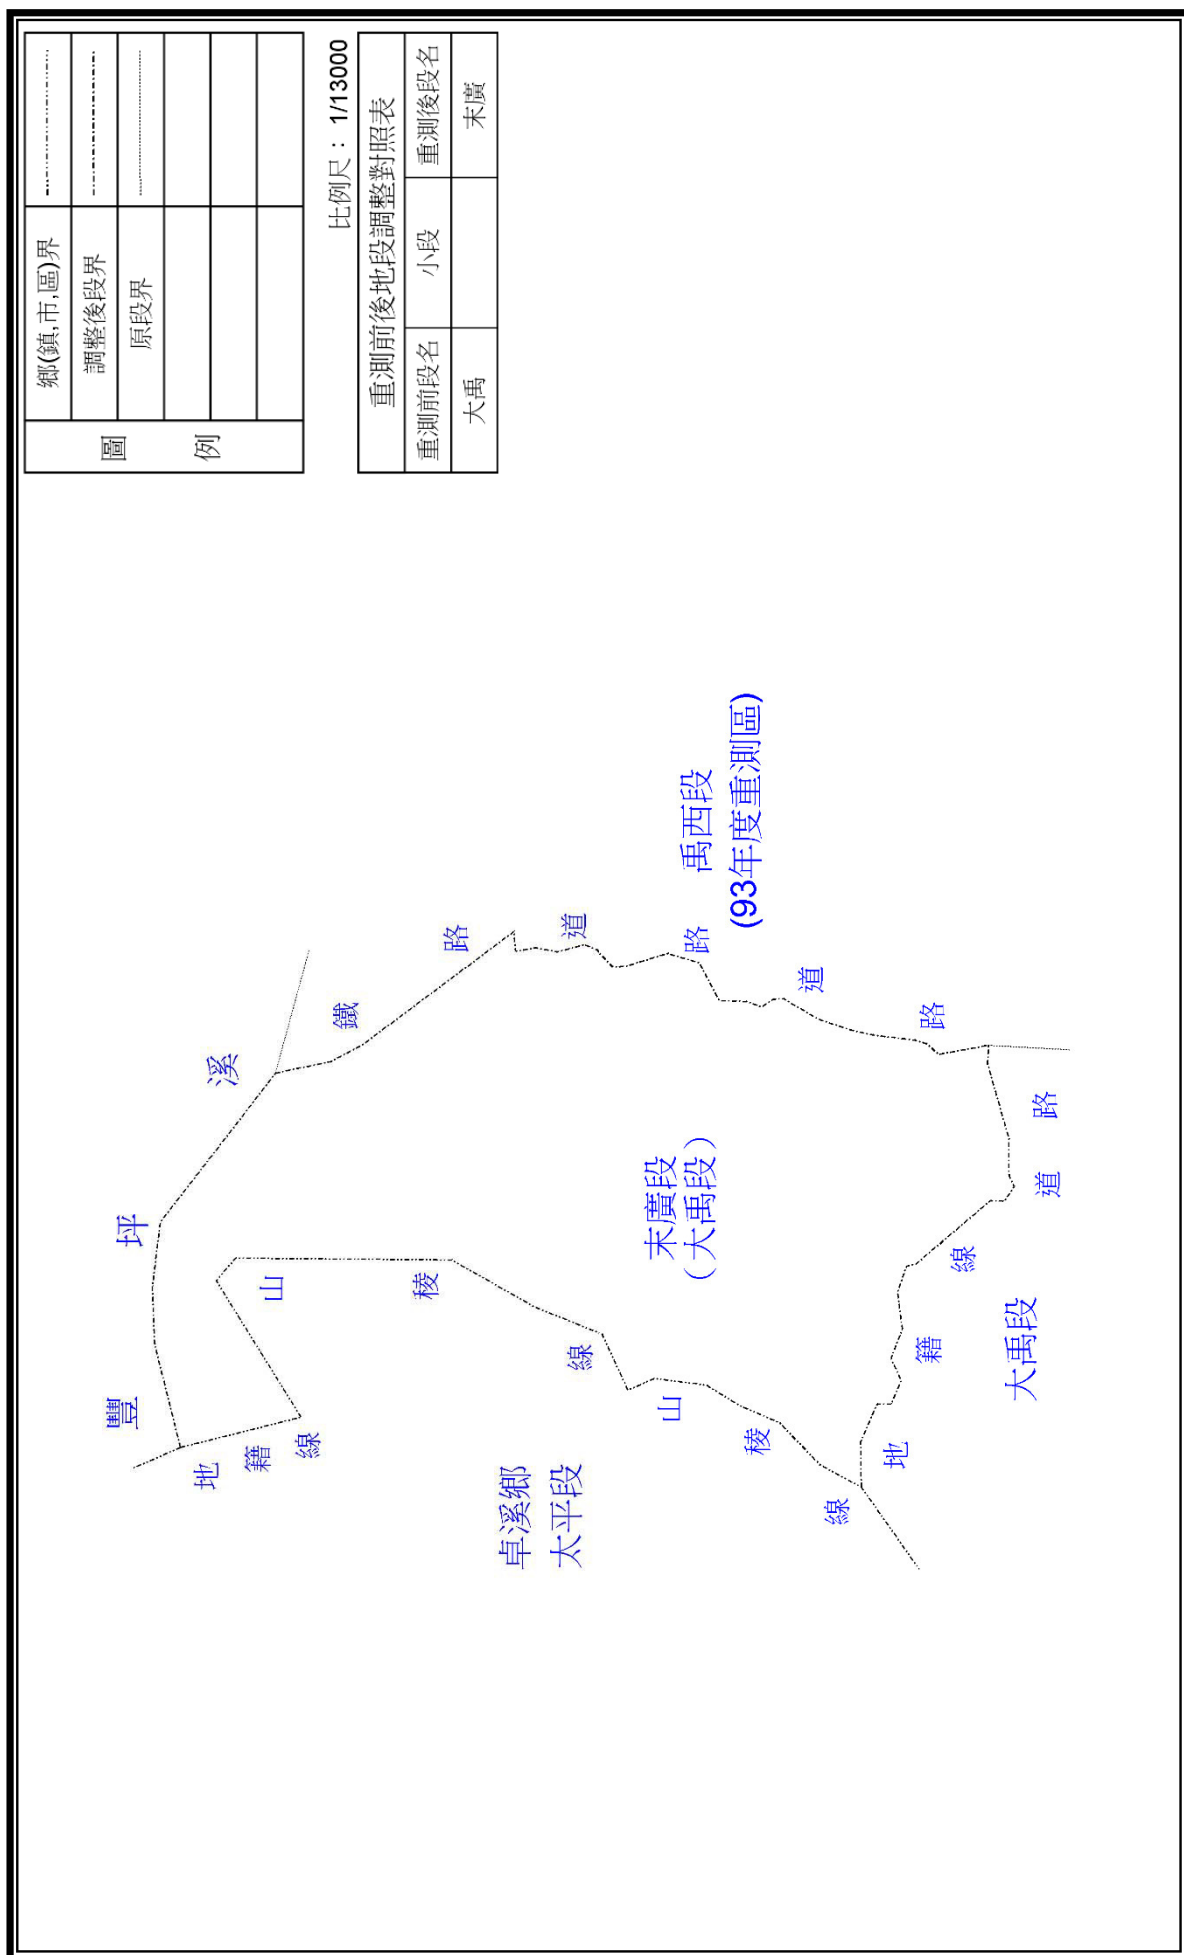 圖例
鄉(鎮,市,區)界
調整後段界
原段界
比例尺：1/13000
重測前後地段調整對照表
重測前段名 小段 重測後段名
大禹 末廣
豐坪溪
鐵路
道路
道路
道路
地籍線
山稜線
山稜線
地籍線
卓溪鄉
太平段
末廣段
(大禹段)
禹西段
(93年度重測區)
大禹段